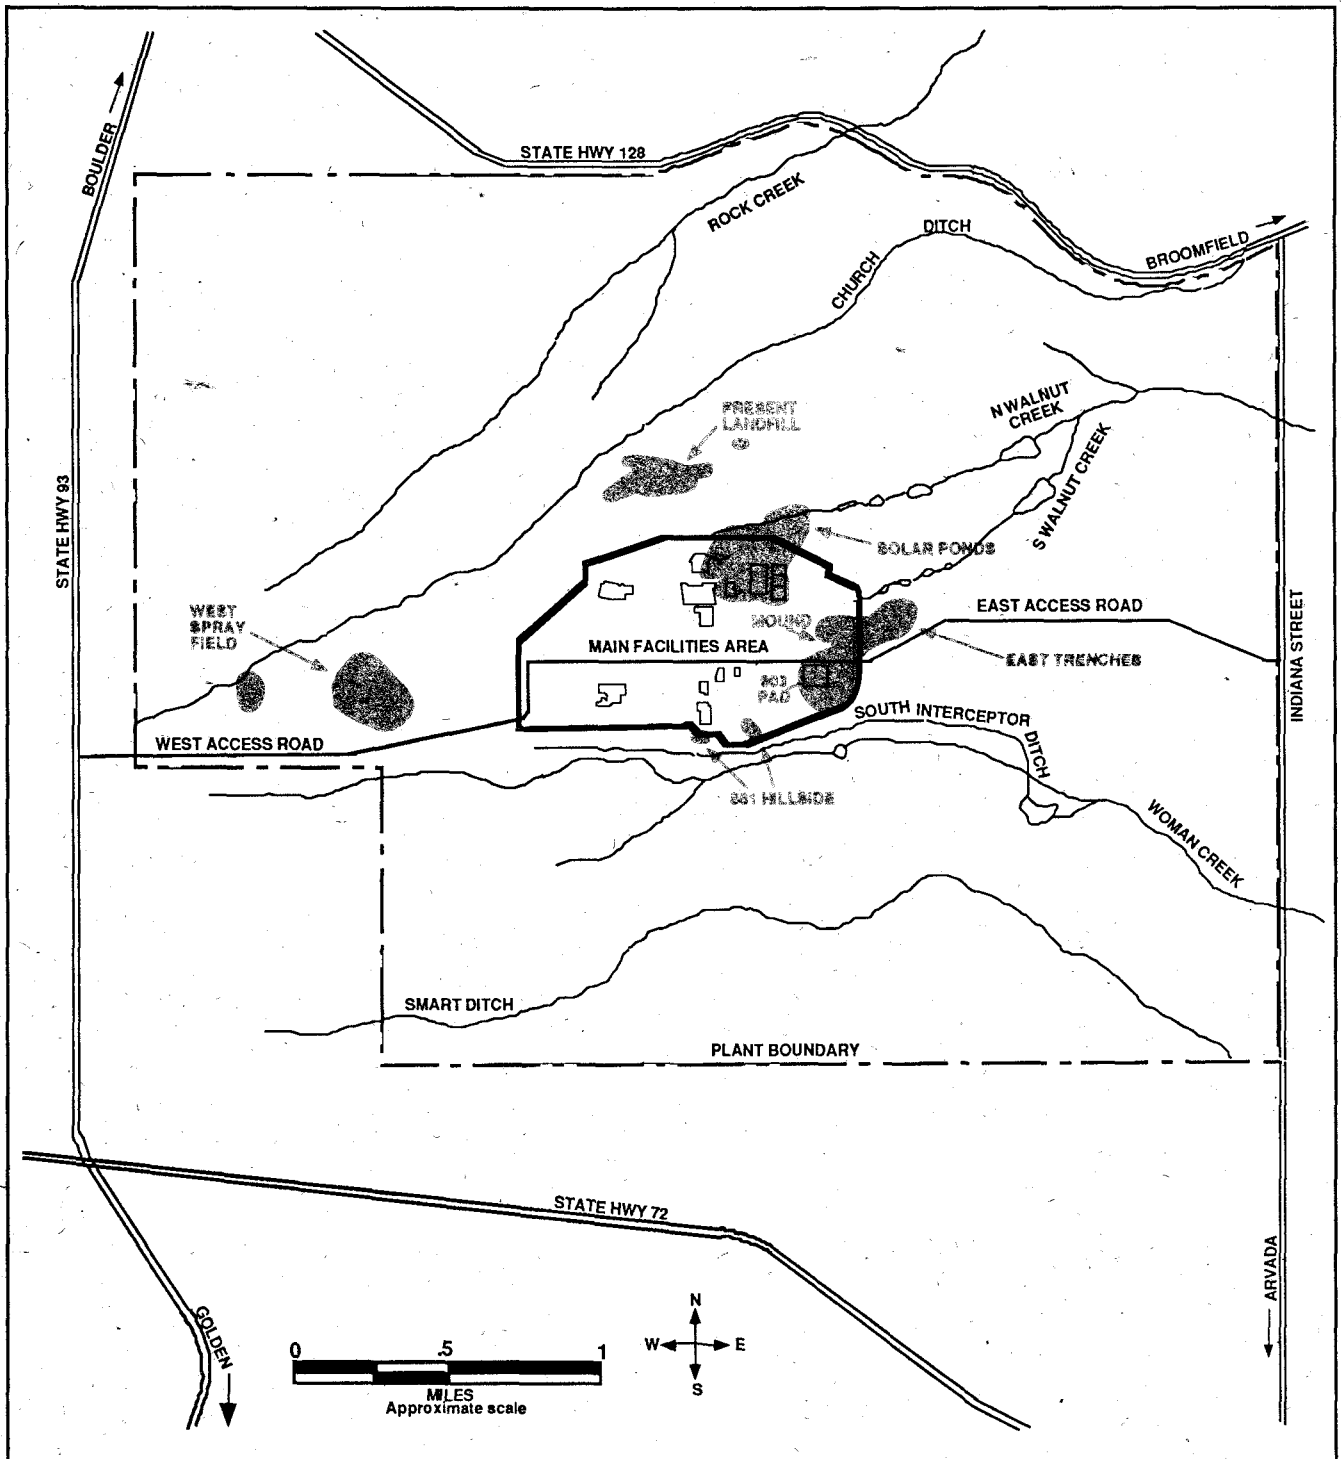 BOULDER
STATE HWY 128
ROCK CREEK
DITCH
CHURCH
BROOMFIELD
N WALNUT
CREEK
S WALNUT CREEK
PRESENT
LANDFILL
STATE HWY 93
SOLAR PONDS
WEST
SPRAY
FIELD
MOUND
EAST ACCESS ROAD
MAIN FACILITIES AREA
EAST TRENCHES
INDIANA STREET
903
PAD
SOUTH INTERCEPTOR
DITCH
WEST ACCESS ROAD
881 HILLSIDE
WOMAN CREEK
SMART DITCH
PLANT BOUNDARY
STATE HWY 72
ARVADA
GOLDEN
N
W E
S
0 .5 1
MILES
Approximate scale